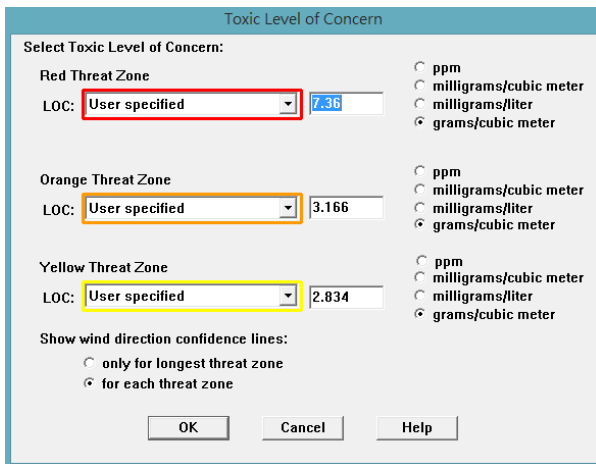 Toxic Level of Concern
Select Toxic Level of Concern:
Red Threat Zone
LOC: User specified 7.36
ppm
milligrams/cubic meter
milligrams/liter
grams/cubic meter
Orange Threat Zone
LOC: User specified 3.166
ppm
milligrams/cubic meter
milligrams/liter
grams/cubic meter
Yellow Threat Zone
LOC: User specified 2.834
ppm
milligrams/cubic meter
milligrams/liter
grams/cubic meter
Show wind direction confidence lines:
only for longest threat zone
for each threat zone
OK Cancel Help